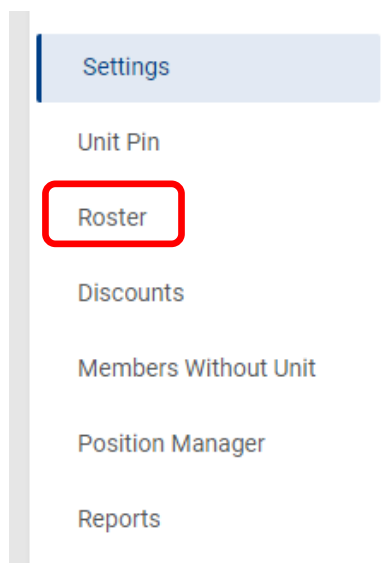 Settings
Unit Pin
Roster
Discounts
Members Without Unit
Position Manager
Reports